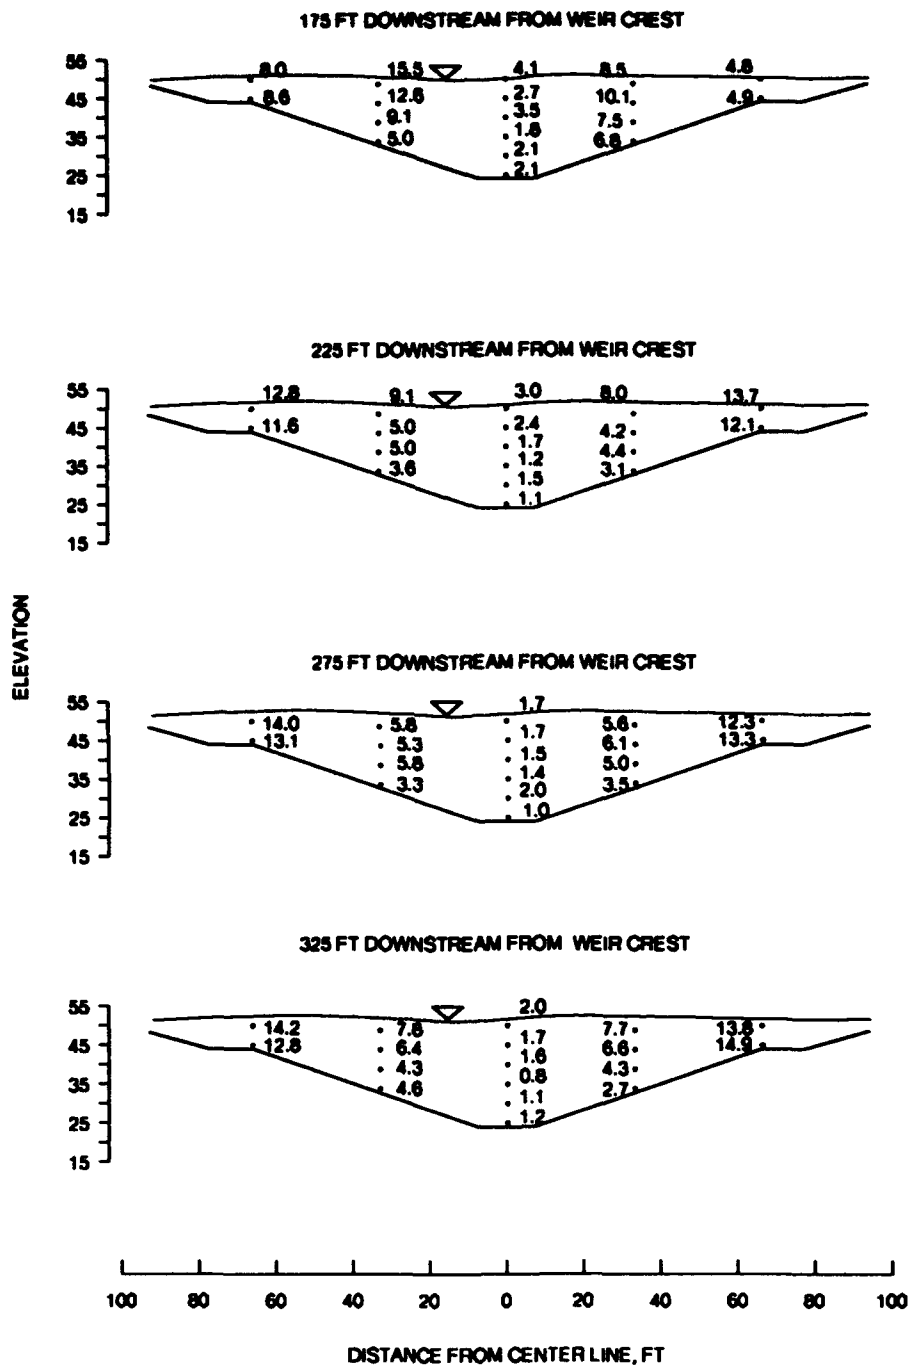 175 FT DOWNSTREAM FROM WEIR CREST
55 8.0 15.5 4.1 8.5 4.8
45 8.6 12.6 2.7 10.1 4.9
3.5
35 9.1 1.8 7.5
5.0 2.1 6.8
25 2.1
15
225 FT DOWNSTREAM FROM WEIR CREST
55 12.8 9.1 3.0 8.0 13.7
45 11.6 5.0 2.4 4.2 12.1
5.0 1.7 4.4
35 3.6 1.2 3.1
1.5
25 1.1
15
ELEVATION
275 FT DOWNSTREAM FROM WEIR CREST
55 1.7
14.0 5.8 1.7 5.6 12.3
45 13.1 5.3 1.5 6.1 13.3
35 5.8 1.4 5.0
3.3 2.0 3.5
25 1.0
15
325 FT DOWNSTREAM FROM WEIR CREST
55 2.0
14.2 7.8 1.7 7.7 13.8
45 12.8 6.4 1.6 6.6 14.9
35 4.3 0.8 4.3
4.6 1.1 2.7
25 1.2
15
100 80 60 40 20 0 20 40 60 80 100
DISTANCE FROM CENTER LINE, FT